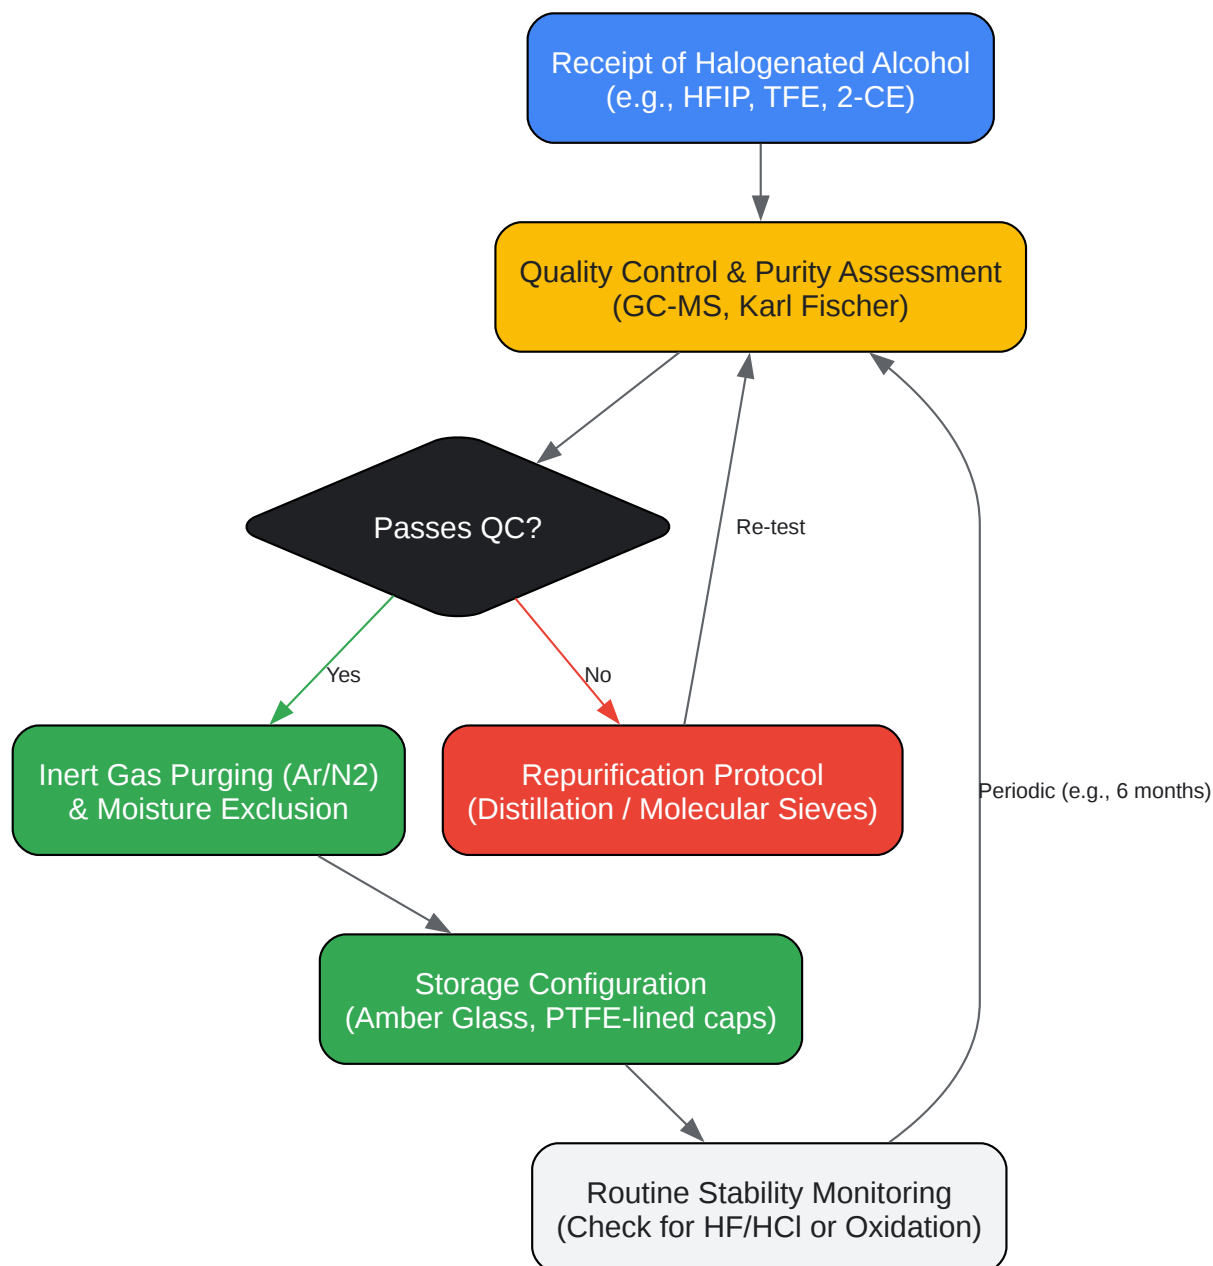 Receipt of Halogenated Alcohol
(e.g., HFIP, TFE, 2-CE)
Quality Control & Purity Assessment
(GC-MS, Karl Fischer)
Passes QC?
Re-test
Yes
No
Inert Gas Purging (Ar/N2)
& Moisture Exclusion
Repurification Protocol
(Distillation / Molecular Sieves)
Periodic (e.g., 6 months)
Storage Configuration
(Amber Glass, PTFE-lined caps)
Routine Stability Monitoring
(Check for HF/HCl or Oxidation)